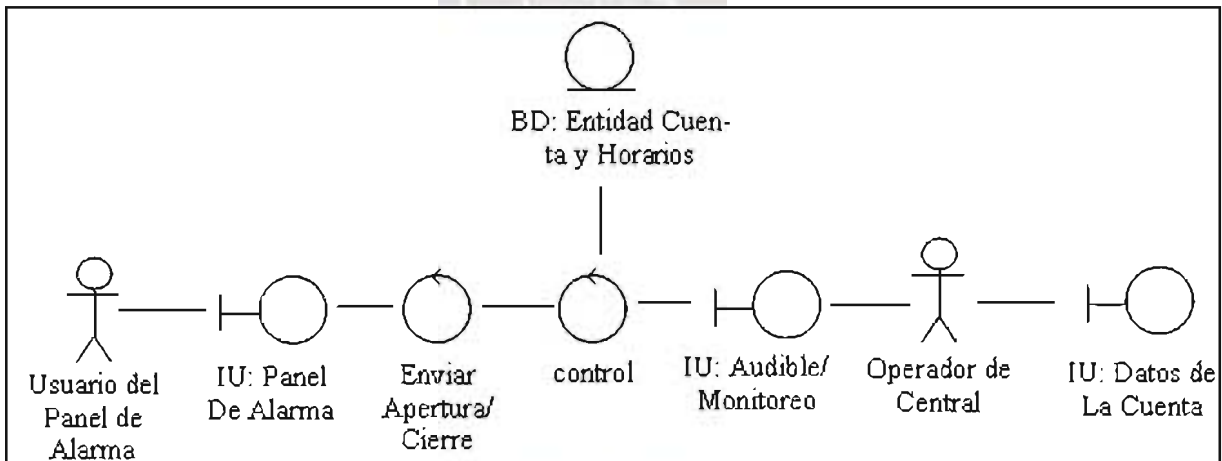 BD: Entidad Cuen-
ta y Horarios
Usuario del
Panel de
Alarma
IU: Panel
De Alarma
Enviar
Apertura/
Cierre
control
IU: Audible/
Monitoreo
Operador de
Central
IU: Datos de
La Cuenta